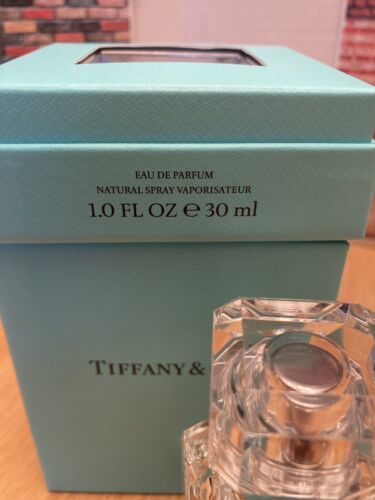 EAU DE PARFUM
NATURAL SPRAY VAPORISATEUR
1.0 FL OZ ℮ 30 ml
TIFFANY &